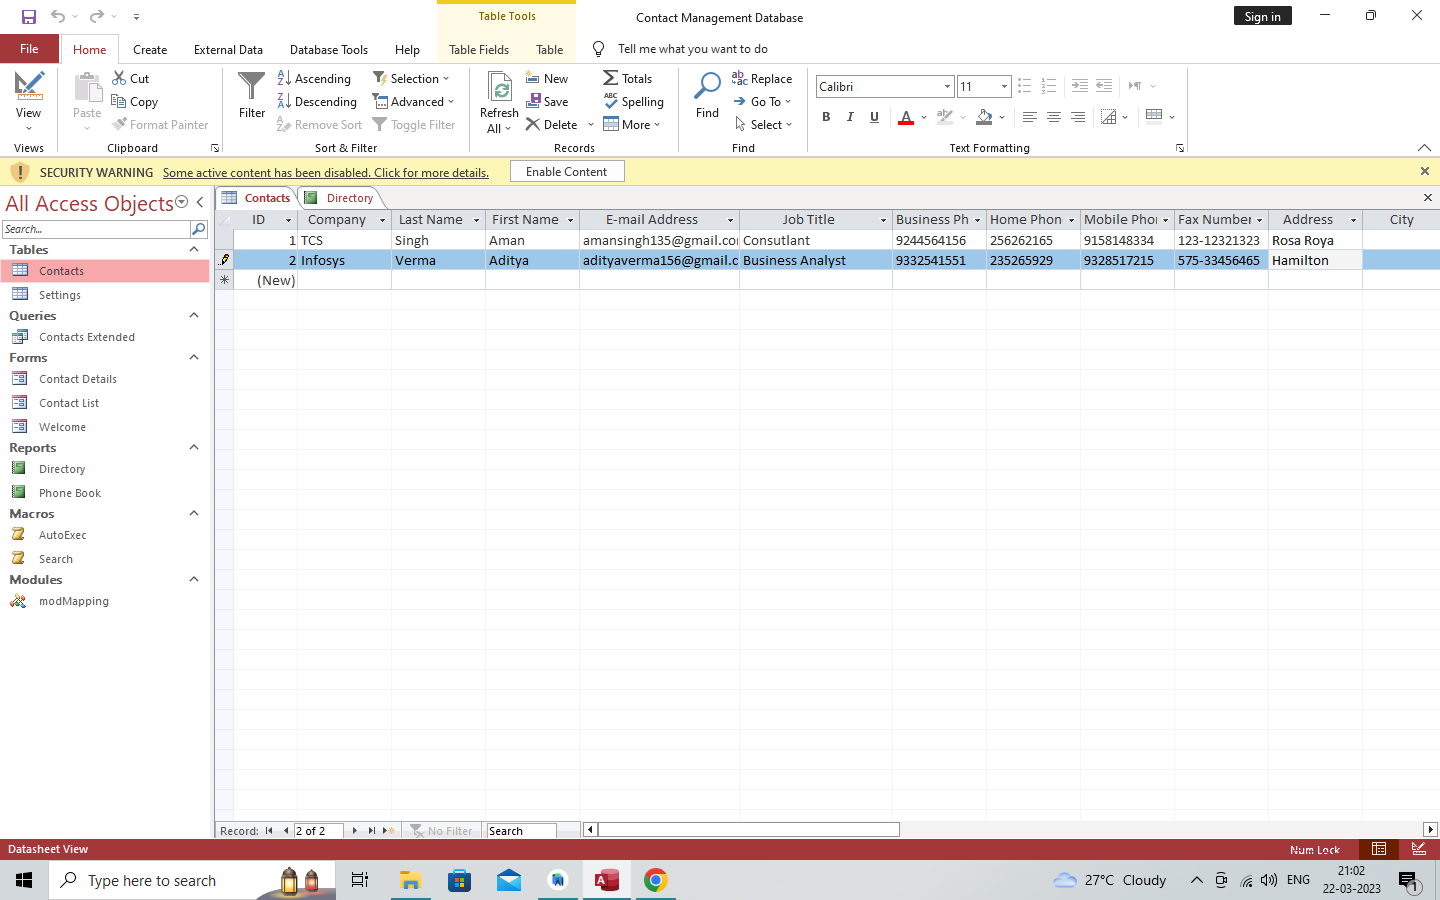 Table Tools
Contact Management Database
Sign in
File
Home
Create
External Data
Database Tools
Help
Table Fields
Table
Tell me what you want to do
View
Views
Paste
Cut
Copy
Format Painter
Clipboard
Filter
Ascending
Descending
Remove Sort
Selection
Advanced
Toggle Filter
Sort & Filter
Refresh
All
New
Save
Delete
Totals
Spelling
More
Records
Find
Replace
Go To
Select
Find
Calibri
11
B I U
Text Formatting
SECURITY WARNING Some active content has been disabled. Click for more details.
Enable Content
All Access Objects
Search...
Tables
Contacts
Settings
Queries
Contacts Extended
Forms
Contact Details
Contact List
Welcome
Reports
Directory
Phone Book
Macros
AutoExec
Search
Modules
modMapping
Contacts
Directory
ID Company Last Name First Name E-mail Address Job Title Business Ph Home Phon Mobile Phon Fax Number Address City
1 TCS Singh Aman amansingh135@gmail.com Consutlant 9244564156 256262165 9158148334 123-12321323 Rosa Roya
2 Infosys Verma Aditya adityaverma156@gmail.c Business Analyst 9332541551 235265929 9328517215 575-33456465 Hamilton
(New)
Record: 2 of 2 No Filter Search
Datasheet View
Num Lock
Type here to search
27°C Cloudy
ENG
21:02
22-03-2023
1